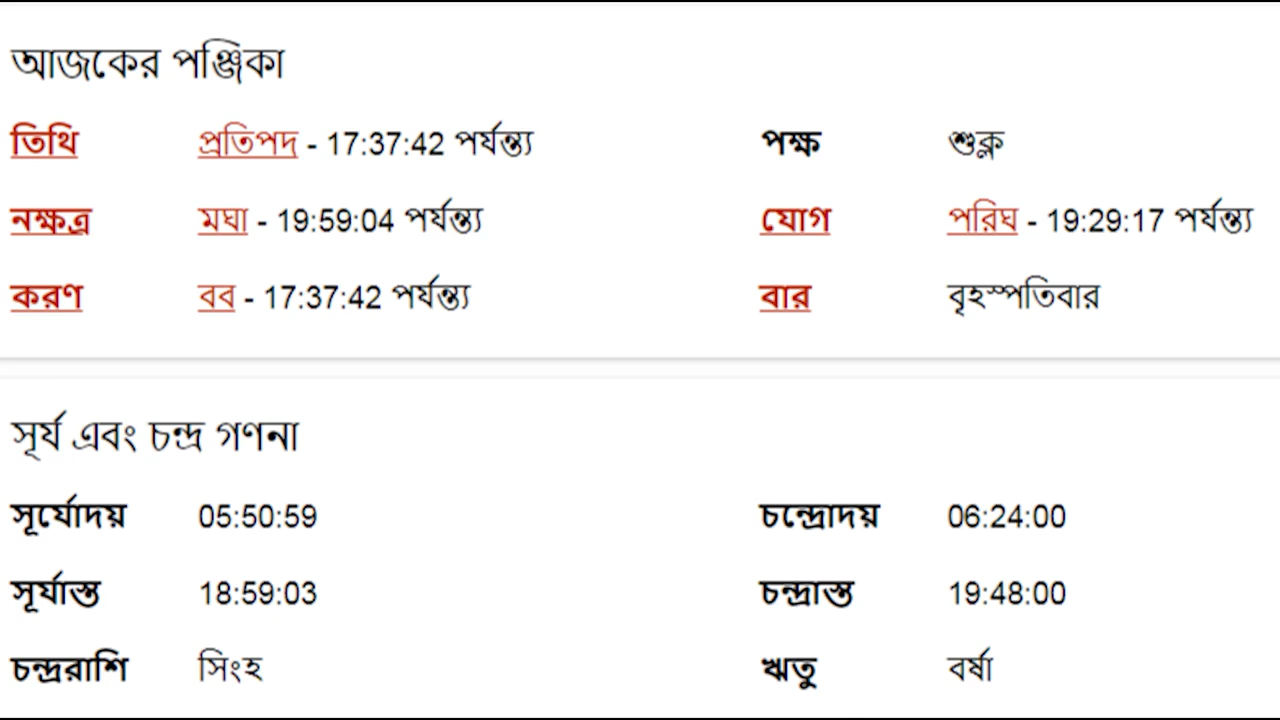 আজকের পঞ্জিকা
তিথি প্রতিপদ - 17:37:42 পর্যন্ত্য পক্ষ শুক্ল
নক্ষত্র মঘা - 19:59:04 পর্যন্ত্য যোগ পরিঘ - 19:29:17 পর্যন্ত্য
করণ বব - 17:37:42 পর্যন্ত্য বার বৃহস্পতিবার
সূর্য এবং চন্দ্র গণনা
সূর্যোদয় 05:50:59 চন্দ্রোদয় 06:24:00
সূর্যাস্ত 18:59:03 চন্দ্রাস্ত 19:48:00
চন্দ্ররাশি সিংহ ঋতু বর্ষা